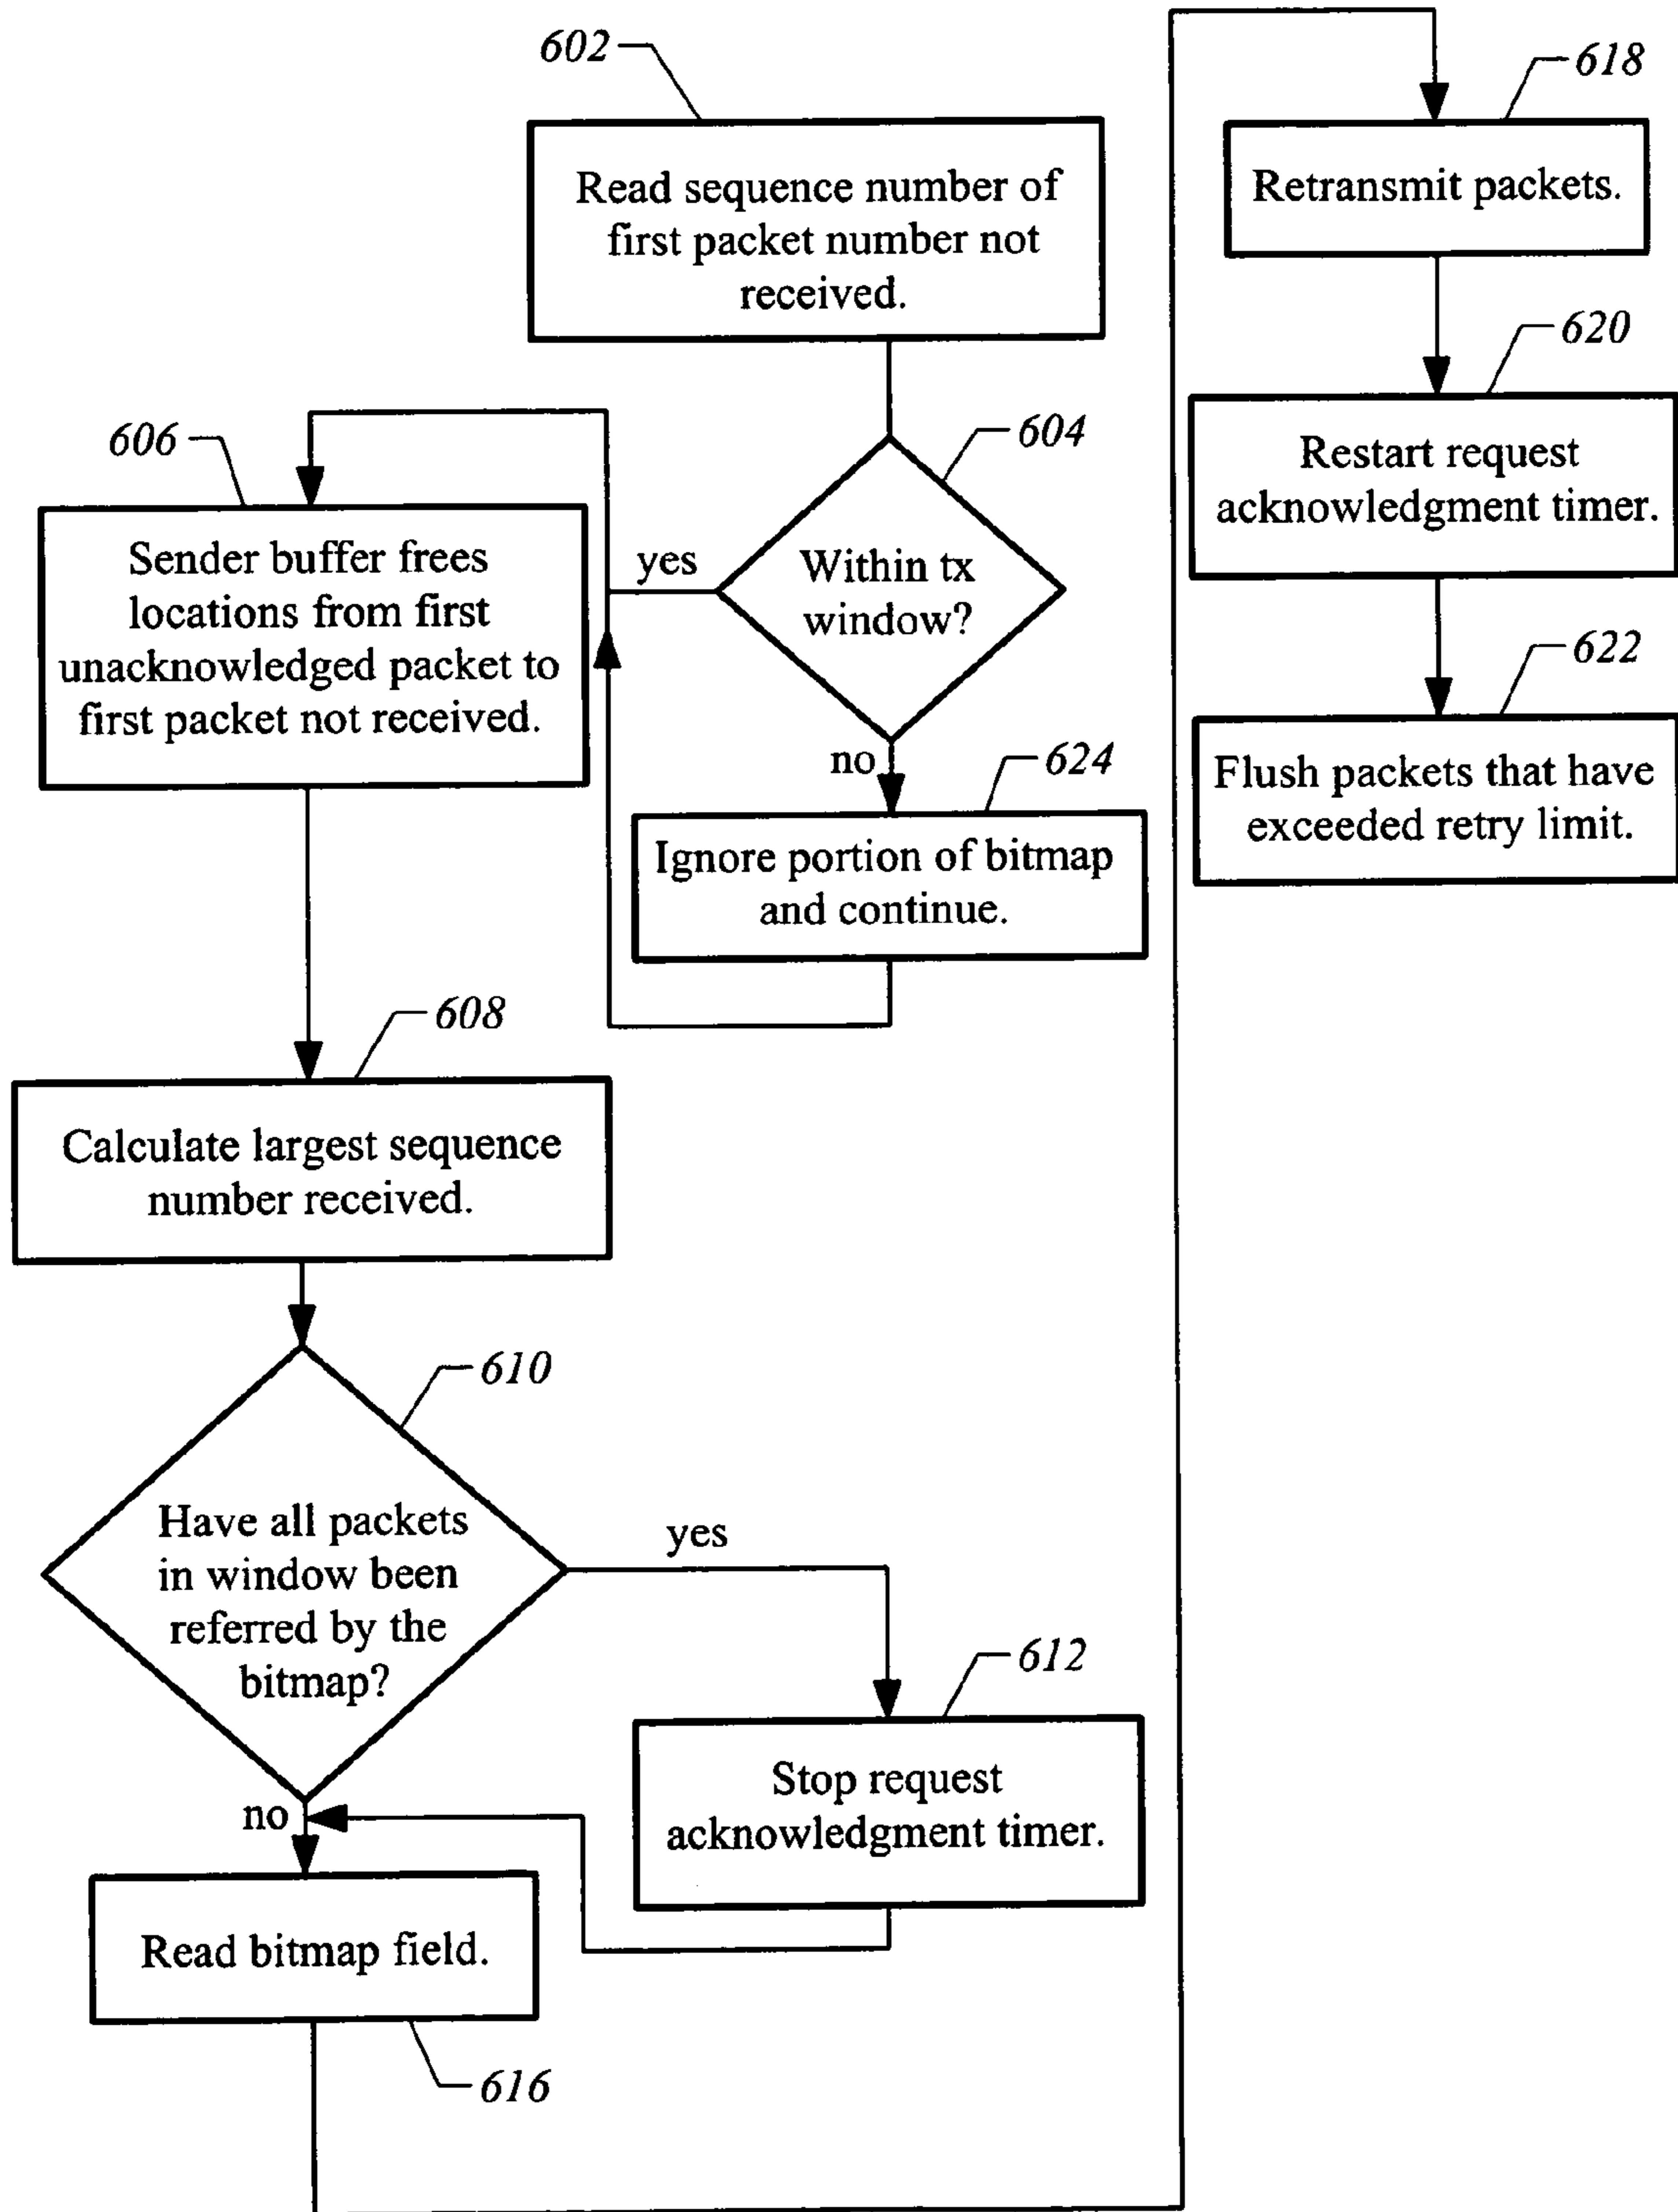 602
Read sequence number of
first packet number not
received.
604
Within tx
window?
yes
no
606
Sender buffer frees
locations from first
unacknowledged packet to
first packet not received.
624
Ignore portion of bitmap
and continue.
608
Calculate largest sequence
number received.
610
Have all packets
in window been
referred by the
bitmap?
yes
no
612
Stop request
acknowledgment timer.
Read bitmap field.
616
618
Retransmit packets.
620
Restart request
acknowledgment timer.
622
Flush packets that have
exceeded retry limit.